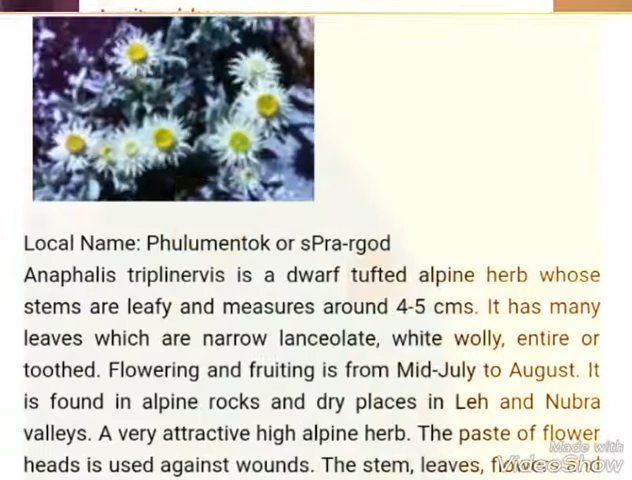 Local Name: Phulumentok or sPra-rgod
Anaphalis triplinervis is a dwarf tufted alpine herb whose
stems are leafy and measures around 4-5 cms. It has many
leaves which are narrow lanceolate, white wolly, entire or
toothed. Flowering and fruiting is from Mid-July to August. It
is found in alpine rocks and dry places in Leh and Nubra
valleys. A very attractive high alpine herb. The paste of flower
heads is used against wounds. The stem, leaves, flowers and
Made with
VideoShow